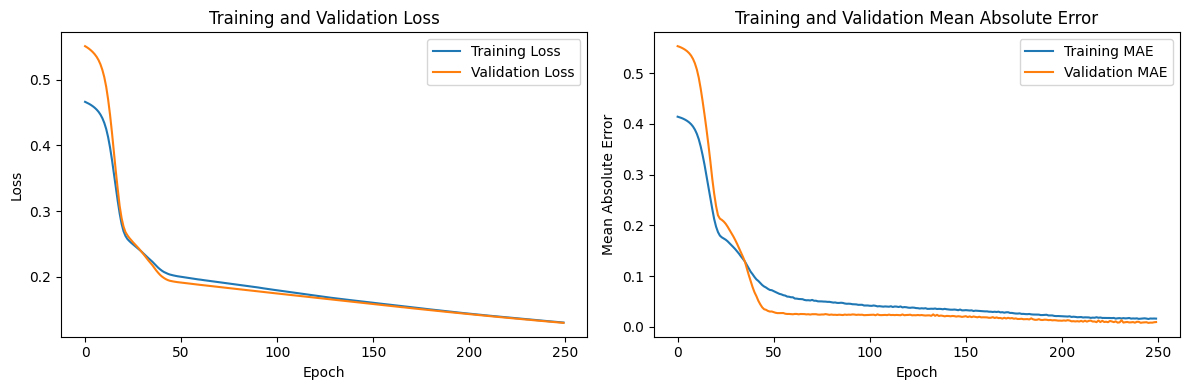 Training and Validation Loss
Training Loss
Validation Loss
0.5
0.4
0.3
0.2
Loss
0
50
100
150
200
250
Epoch
Training and Validation Mean Absolute Error
Training MAE
Validation MAE
0.5
0.4
0.3
0.2
0.1
0.0
Mean Absolute Error
0
50
100
150
200
250
Epoch